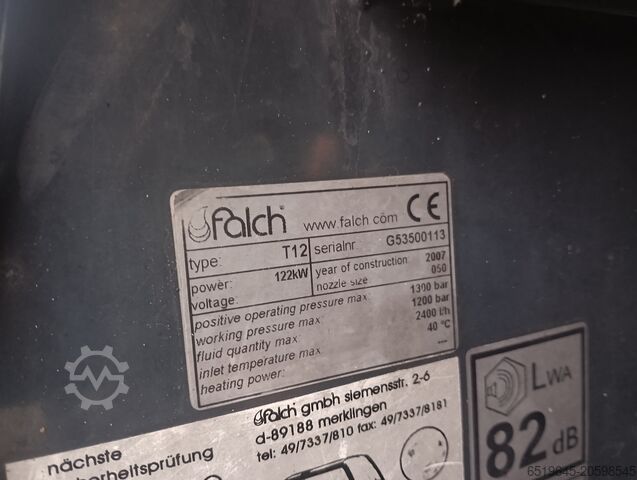 falch www.falch.com CE
type: T12 serialnr. G53500113
power: 122kW year of construction: 2007
voltage: nozzle size: 050
positive operating pressure max: 1300 bar
working pressure max: 1200 bar
fluid quantity max: 2400 l/h
inlet temperature max: 40 °C
heating power: ---
falch gmbh siemensstr. 2-6
d-89188 merklingen
tel: 49/7337/810 fax: 49/7337/8181
nächste
LWA
82 dB
6519845-20598545